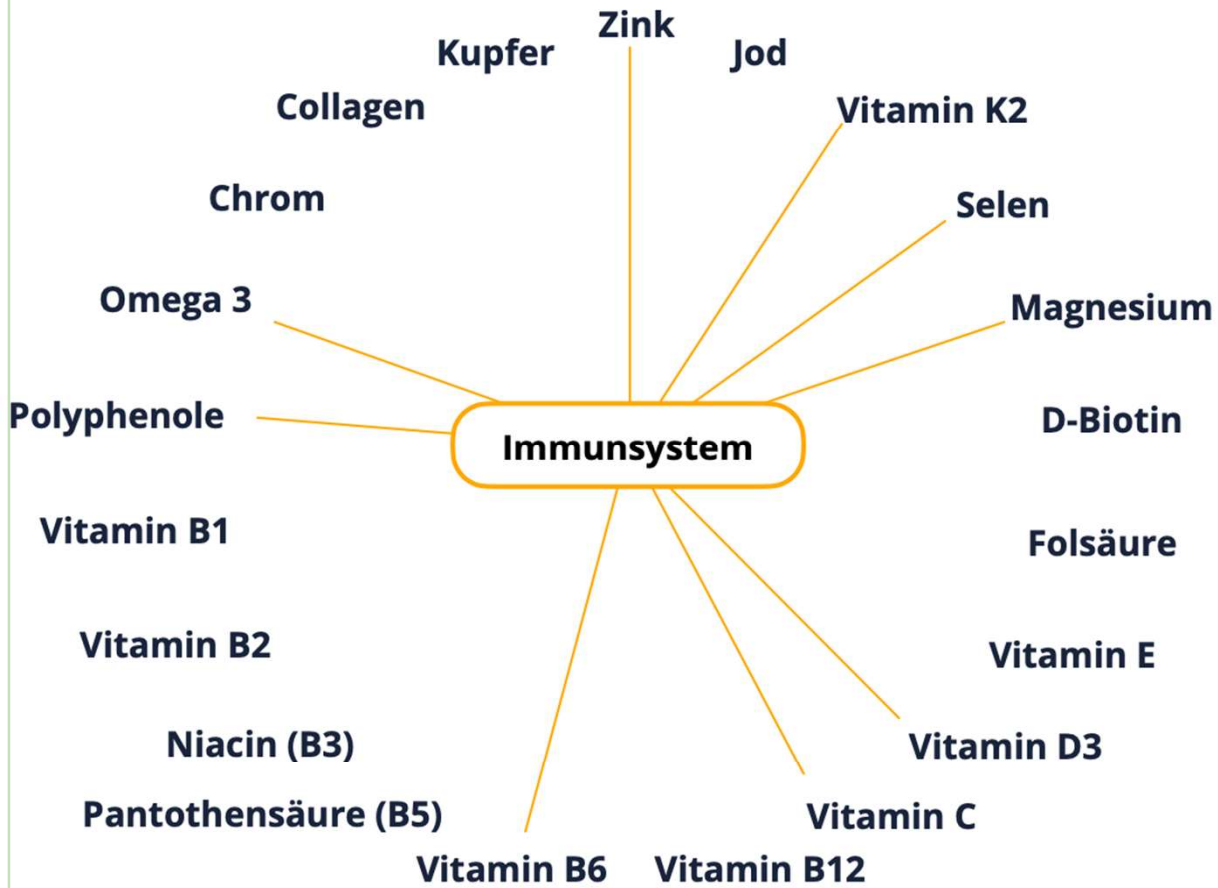 Zink
Kupfer
Jod
Collagen
Vitamin K2
Chrom
Selen
Omega 3
Magnesium
Polyphenole
D-Biotin
Immunsystem
Vitamin B1
Folsäure
Vitamin B2
Vitamin E
Niacin (B3)
Vitamin D3
Pantothensäure (B5)
Vitamin C
Vitamin B6
Vitamin B12